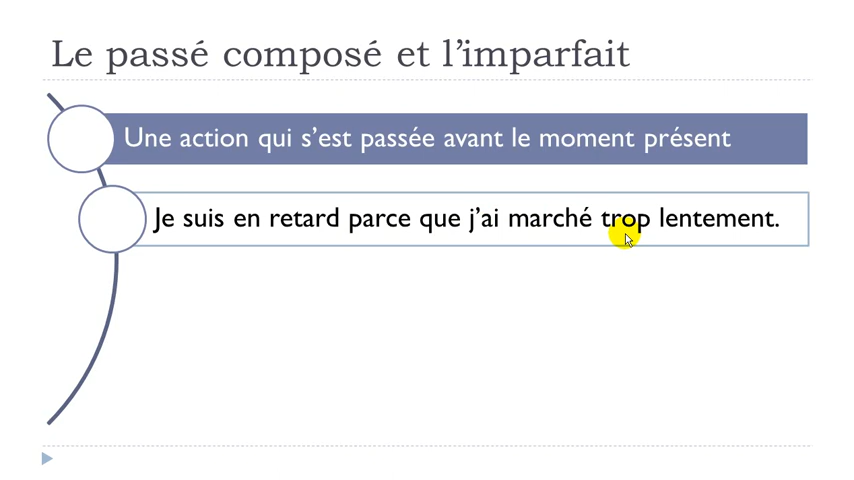 Le passé composé et l’imparfait
Une action qui s’est passée avant le moment présent
Je suis en retard parce que j’ai marché trop lentement.